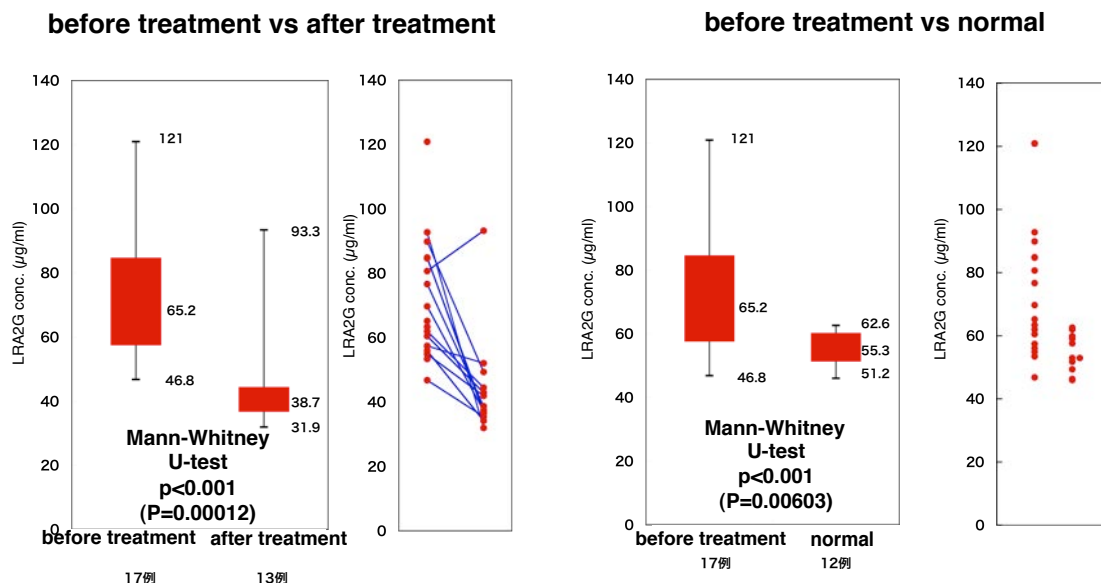 before treatment vs after treatment
before treatment vs normal
LRA2G conc. (μg/ml)
140
120
100
80
60
40
20
0
121
65.2
46.8
93.3
38.7
31.9
Mann-Whitney
U-test
p<0.001
(P=0.00012)
before treatment
after treatment
17例
13例
LRA2G conc. (μg/ml)
140
120
100
80
60
40
20
0
LRA2G conc. (μg/ml)
140
120
100
80
60
40
20
0
121
65.2
46.8
62.6
55.3
51.2
Mann-Whitney
U-test
p<0.001
(P=0.00603)
before treatment
normal
17例
12例
LRA2G conc. (μg/ml)
140
120
100
80
60
40
20
0